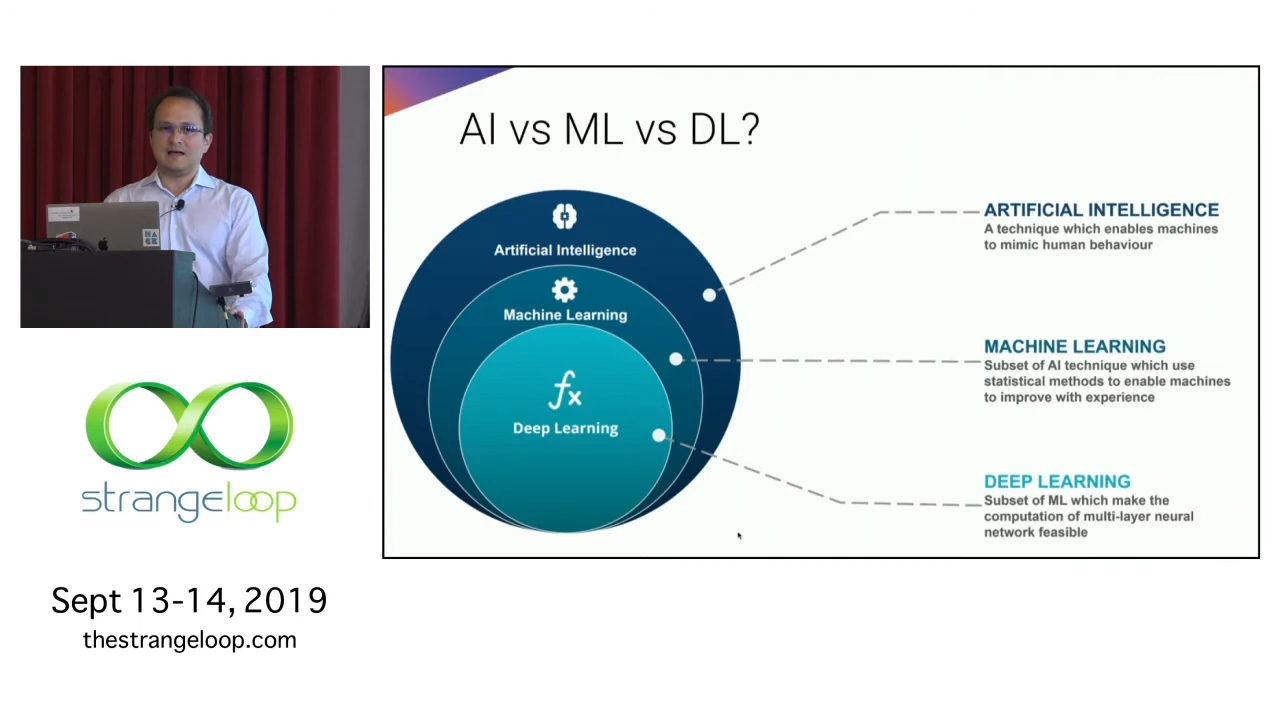 AI vs ML vs DL?
Artificial Intelligence
Machine Learning
fx
Deep Learning
ARTIFICIAL INTELLIGENCE
A technique which enables machines
to mimic human behaviour
MACHINE LEARNING
Subset of AI technique which use
statistical methods to enable machines
to improve with experience
DEEP LEARNING
Subset of ML which make the
computation of multi-layer neural
network feasible
strangeloop
Sept 13-14, 2019
thestrangeloop.com